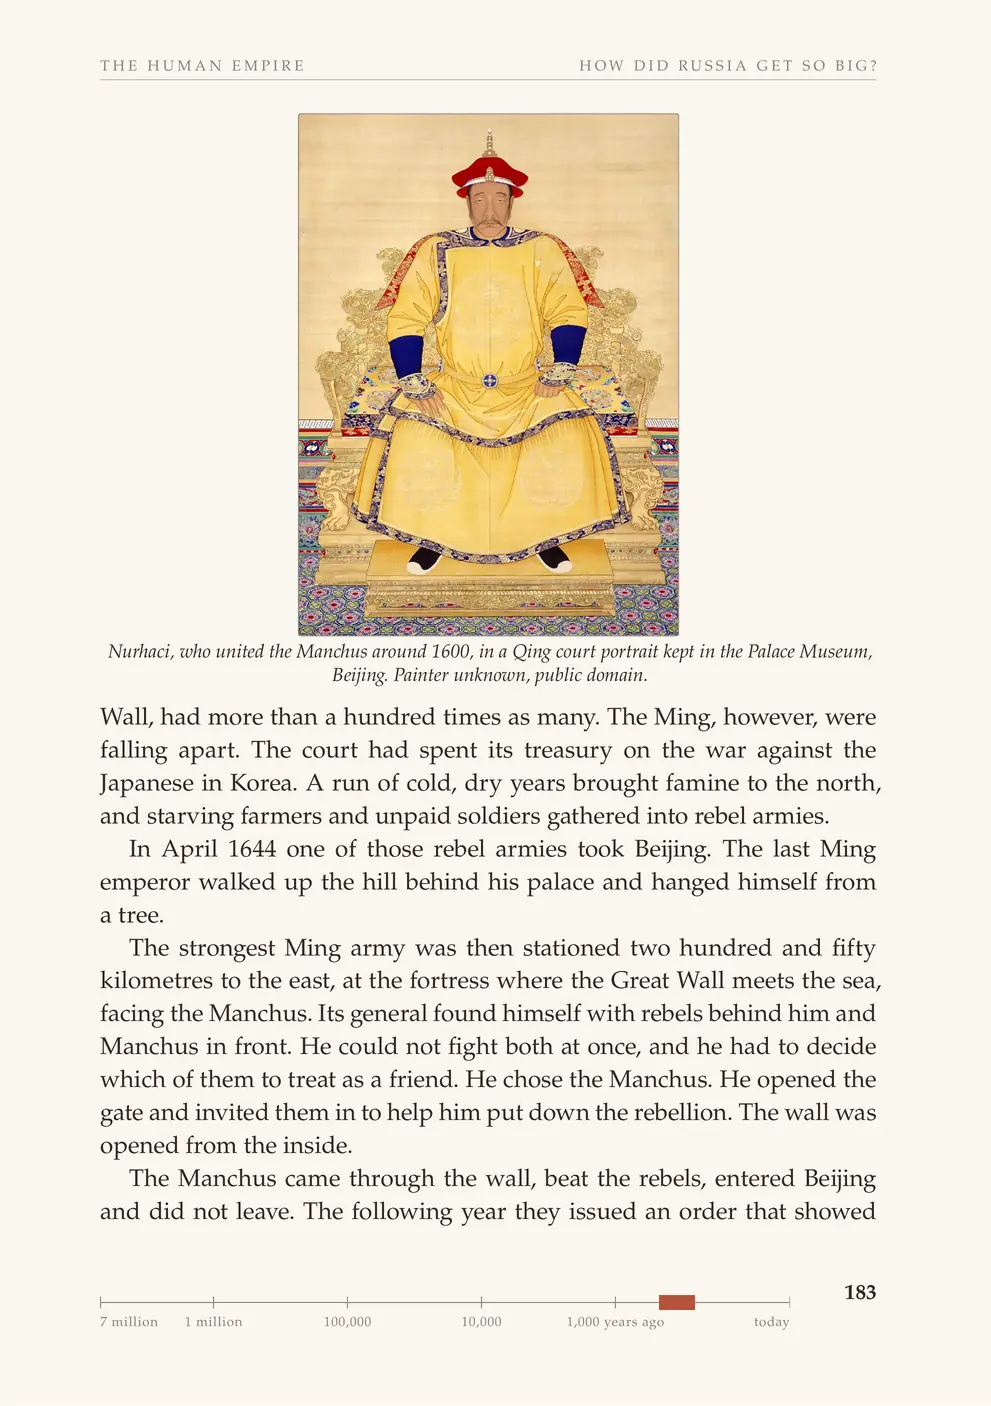 THE HUMAN EMPIRE
HOW DID RUSSIA GET SO BIG?
Nurhaci, who united the Manchus around 1600, in a Qing court portrait kept in the Palace Museum,
Beijing. Painter unknown, public domain.
Wall, had more than a hundred times as many. The Ming, however, were
falling apart. The court had spent its treasury on the war against the
Japanese in Korea. A run of cold, dry years brought famine to the north,
and starving farmers and unpaid soldiers gathered into rebel armies.
In April 1644 one of those rebel armies took Beijing. The last Ming
emperor walked up the hill behind his palace and hanged himself from
a tree.
The strongest Ming army was then stationed two hundred and fifty
kilometres to the east, at the fortress where the Great Wall meets the sea,
facing the Manchus. Its general found himself with rebels behind him and
Manchus in front. He could not fight both at once, and he had to decide
which of them to treat as a friend. He chose the Manchus. He opened the
gate and invited them in to help him put down the rebellion. The wall was
opened from the inside.
The Manchus came through the wall, beat the rebels, entered Beijing
and did not leave. The following year they issued an order that showed
183
7 million 1 million 100,000 10,000 1,000 years ago today